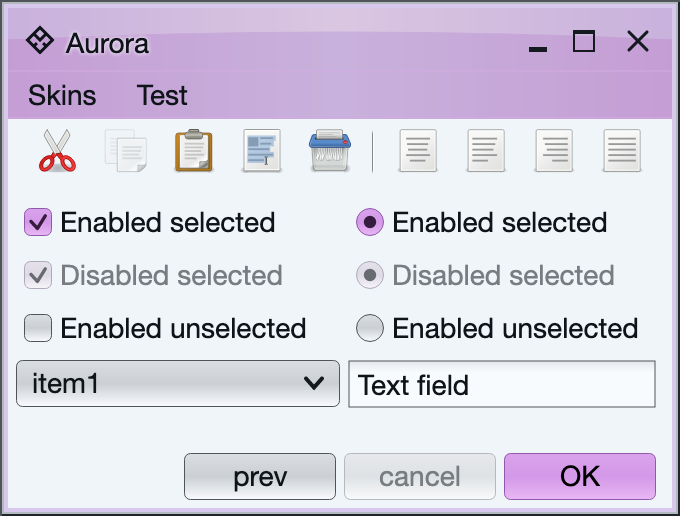 Aurora
Skins Test
Enabled selected Enabled selected
Disabled selected Disabled selected
Enabled unselected Enabled unselected
item1 Text field
prev cancel OK